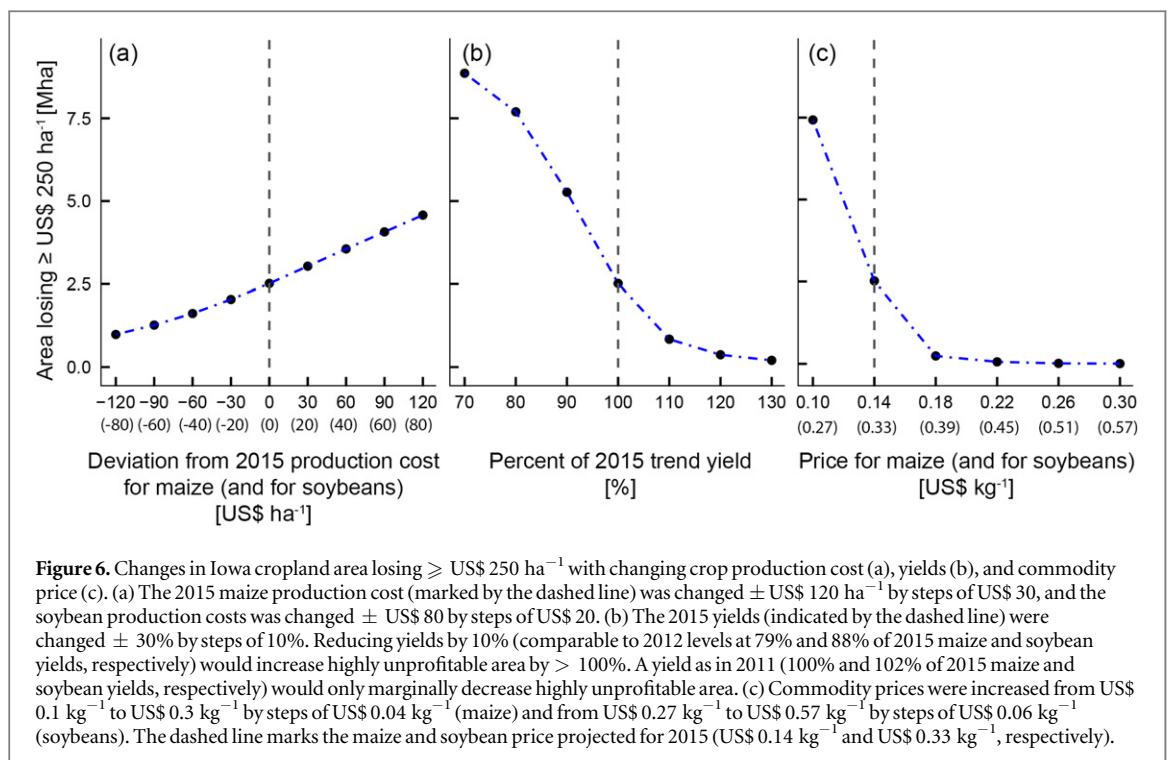 (a)
(b)
(c)
Area losing ≥ US$ 250 ha⁻¹ [Mha]
7.5
5.0
2.5
0.0
−120 −90 −60 −30 0 30 60 90 120
(-80) (-60) (-40) (-20) (0) (20) (40) (60) (80)
Deviation from 2015 production cost
for maize (and for soybeans)
[US$ ha⁻¹]
70 80 90 100 110 120 130
Percent of 2015 trend yield
[%]
0.10 0.14 0.18 0.22 0.26 0.30
(0.27) (0.33) (0.39) (0.45) (0.51) (0.57)
Price for maize (and for soybeans)
[US$ kg⁻¹]
Figure 6. Changes in Iowa cropland area losing ⩾ US$ 250 ha⁻¹ with changing crop production cost (a), yields (b), and commodity
price (c). (a) The 2015 maize production cost (marked by the dashed line) was changed ± US$ 120 ha⁻¹ by steps of US$ 30, and the
soybean production costs was changed ± US$ 80 by steps of US$ 20. (b) The 2015 yields (indicated by the dashed line) were
changed ± 30% by steps of 10%. Reducing yields by 10% (comparable to 2012 levels at 79% and 88% of 2015 maize and soybean
yields, respectively) would increase highly unprofitable area by > 100%. A yield as in 2011 (100% and 102% of 2015 maize and
soybean yields, respectively) would only marginally decrease highly unprofitable area. (c) Commodity prices were increased from US$
0.1 kg⁻¹ to US$ 0.3 kg⁻¹ by steps of US$ 0.04 kg⁻¹ (maize) and from US$ 0.27 kg⁻¹ to US$ 0.57 kg⁻¹ by steps of US$ 0.06 kg⁻¹
(soybeans). The dashed line marks the maize and soybean price projected for 2015 (US$ 0.14 kg⁻¹ and US$ 0.33 kg⁻¹, respectively).